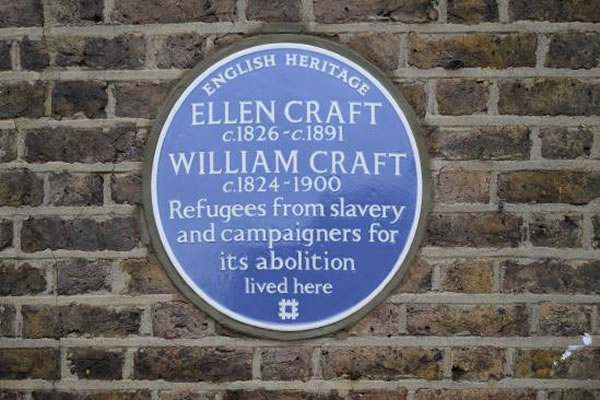 ENGLISH HERITAGE
ELLEN CRAFT
c.1826-c.1891
WILLIAM CRAFT
c.1824-1900
Refugees from slavery
and campaigners for
its abolition
lived here